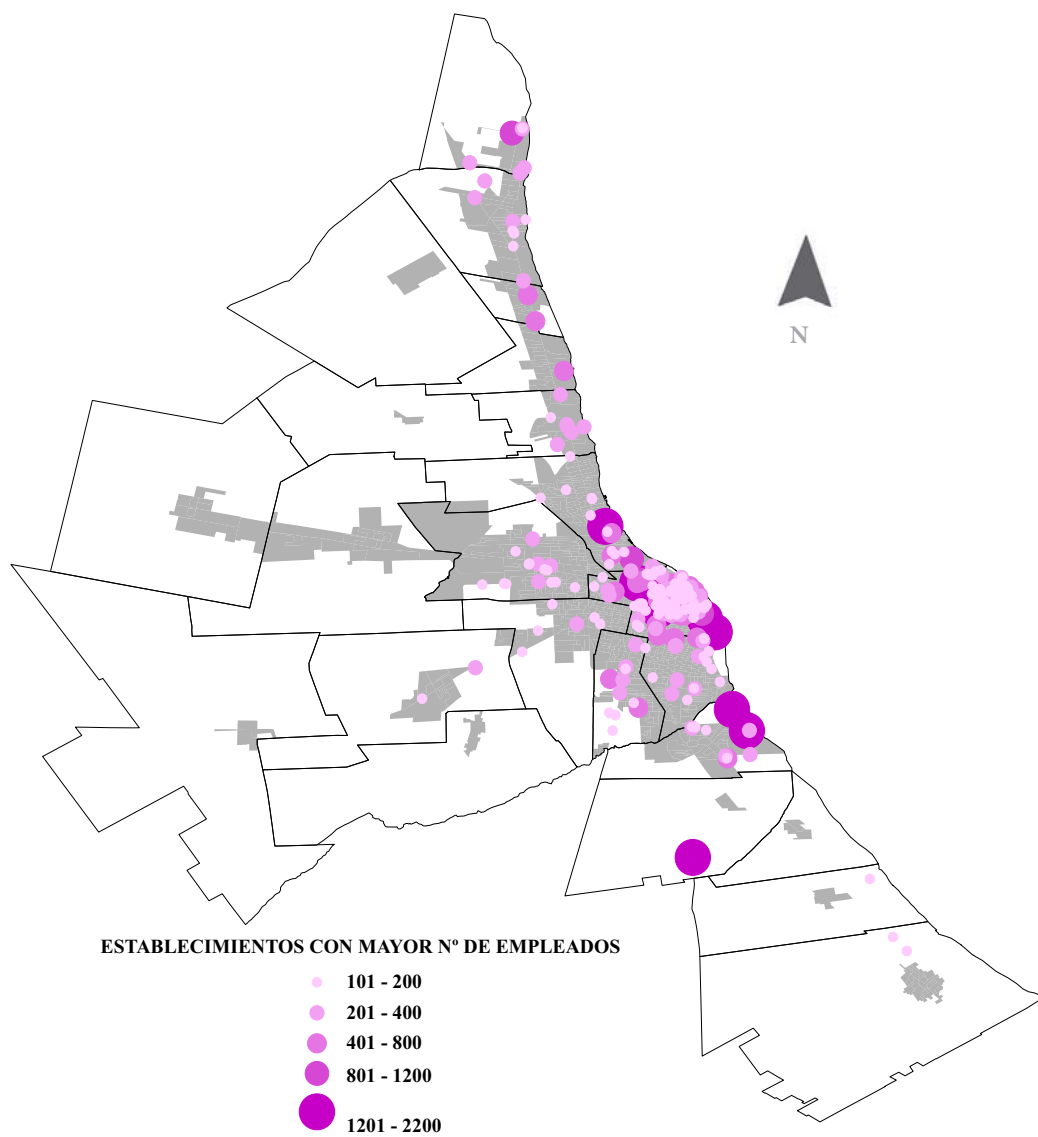 N
ESTABLECIMIENTOS CON MAYOR Nº DE EMPLEADOS
101 - 200
201 - 400
401 - 800
801 - 1200
1201 - 2200